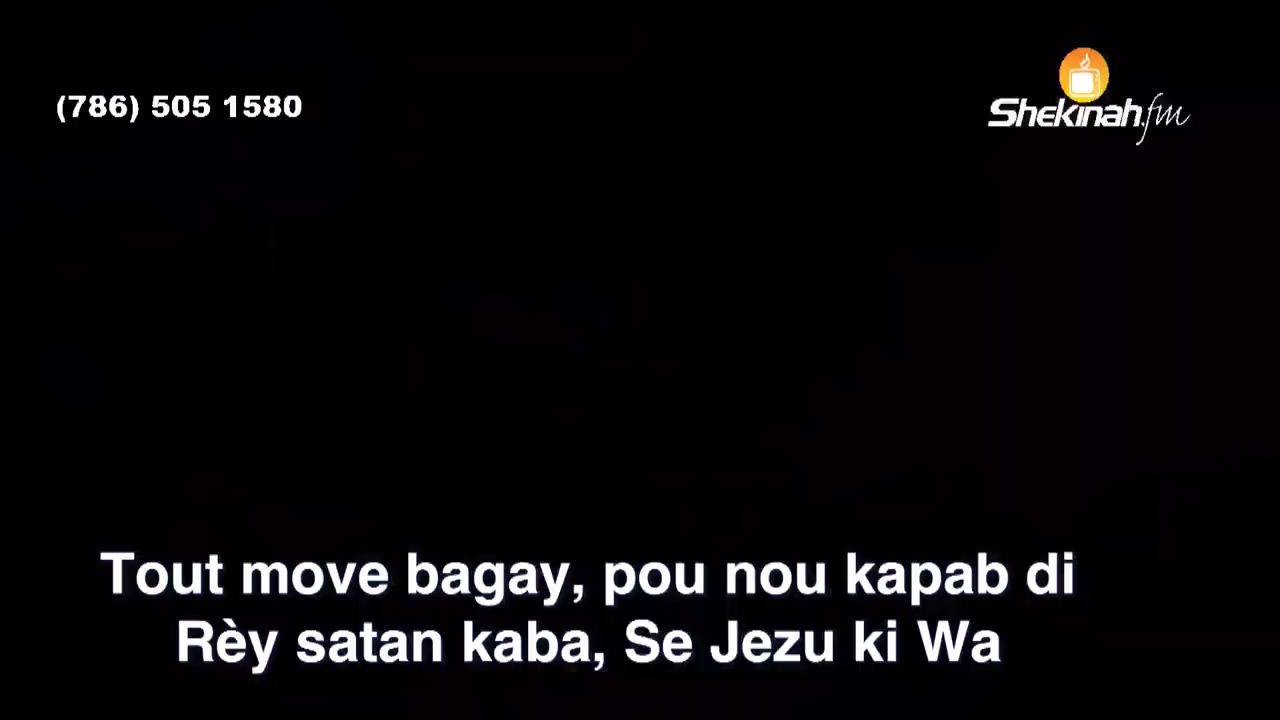 (786) 505 1580
Shekinah.fm
Tout move bagay, pou nou kapab di
Rèy satan kaba, Se Jezu ki Wa